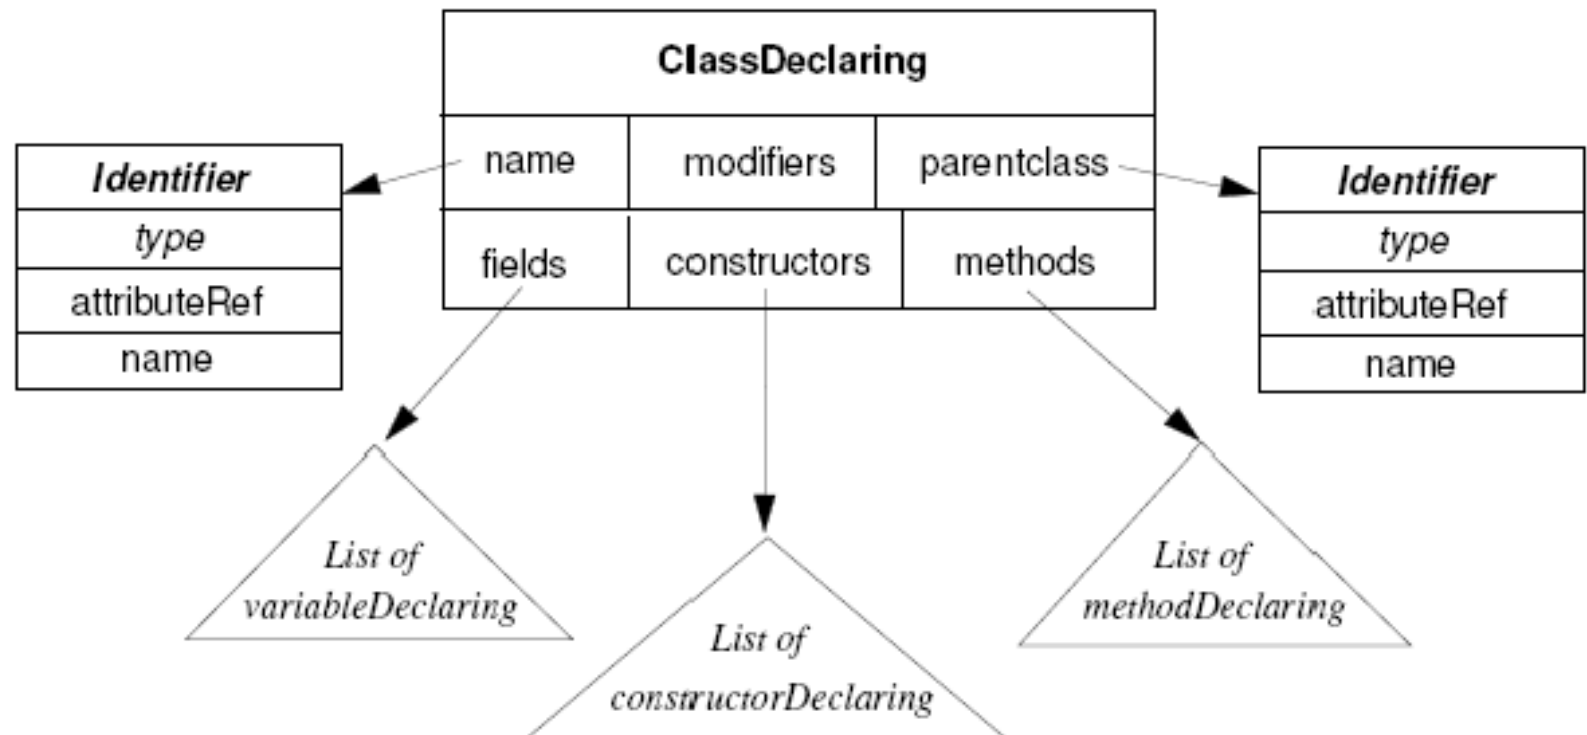 ClassDeclaring
name modifiers parentclass
fields constructors methods
Identifier
type
attributeRef
name
Identifier
type
attributeRef
name
List of
variableDeclaring
List of
constructorDeclaring
List of
methodDeclaring